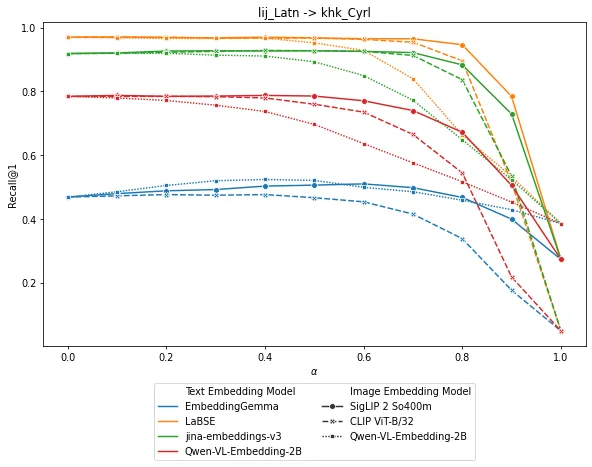 lij_Latn -> khk_Cyrl
Recall@1
1.0
0.8
0.6
0.4
0.2
0.0 0.2 0.4 0.6 0.8 1.0
α
Text Embedding Model Image Embedding Model
EmbeddingGemma SigLIP 2 So400m
LaBSE CLIP ViT-B/32
jina-embeddings-v3 Qwen-VL-Embedding-2B
Qwen-VL-Embedding-2B